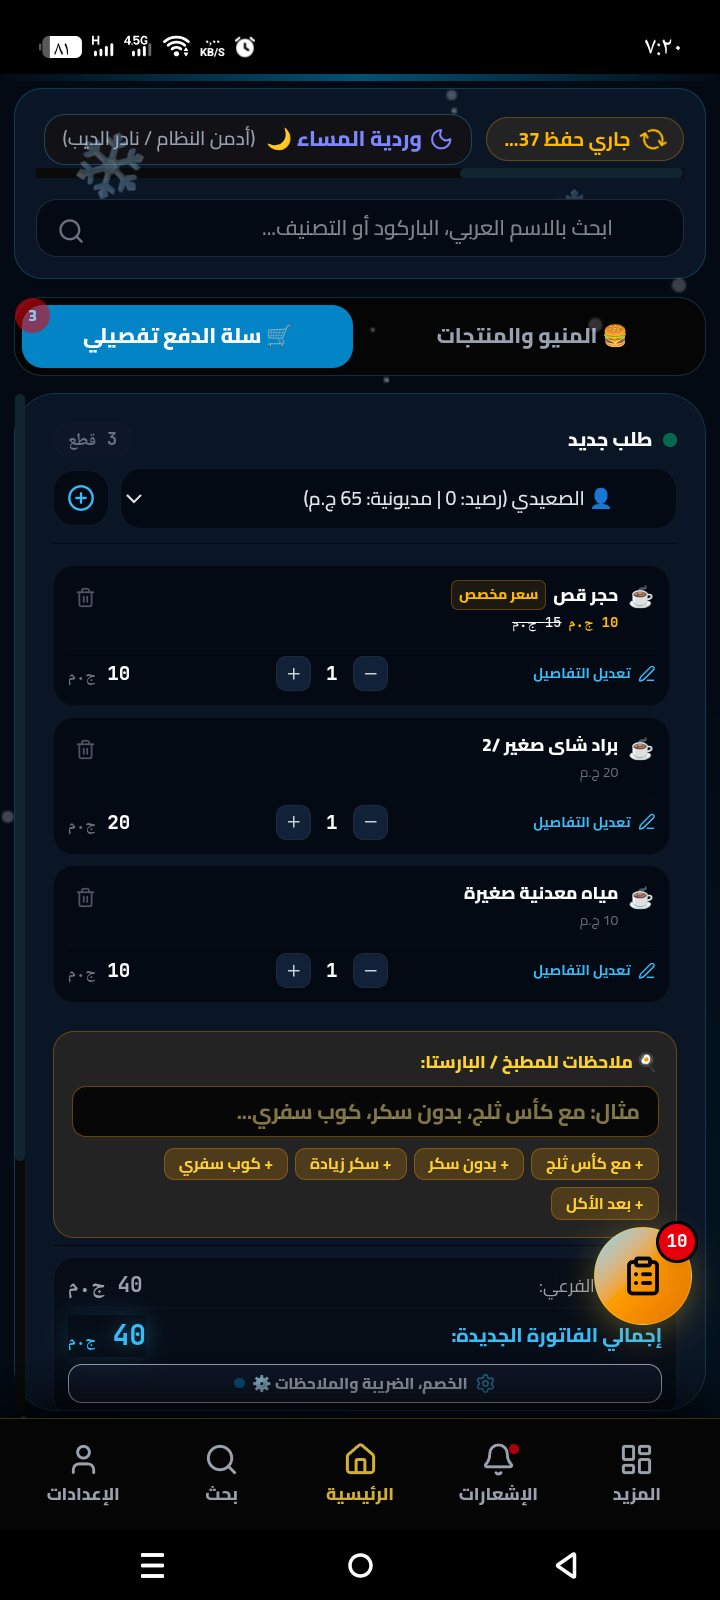 ٧:٢٠
4.5G H KB/S ٨١
جاري حفظ 37...
وردية المساء 🌙 (أدمن النظام / نادر الديب)
ابحث بالاسم العربي، الباركود أو التصنيف...
🍔 المنيو والمنتجات
🛒 سلة الدفع تفصيلي 3
طلب جديد
3 قطع
👤 الصعيدي (رصيد: 0 | مديونية: 65 ج.م)
☕ حجر قص سعر مخصص
10 ج.م 15 ج.م
تعديل التفاصيل
− 1 +
10 ج.م
☕ براد شاى صغير /2
20 ج.م
تعديل التفاصيل
− 1 +
20 ج.م
☕ مياه معدنية صغيرة
10 ج.م
تعديل التفاصيل
− 1 +
10 ج.م
🍳 ملاحظات للمطبخ / البارستا:
مثال: مع كأس ثلج، بدون سكر، كوب سفري...
+ مع كأس ثلج
+ بدون سكر
+ سكر زيادة
+ كوب سفري
+ بعد الأكل
10
الفرعي:
40 ج.م
إجمالي الفاتورة الجديدة:
40 ج.م
الخصم، الضريبة والملاحظات ⚙️
المزيد
الإشعارات
الرئيسية
بحث
الإعدادات